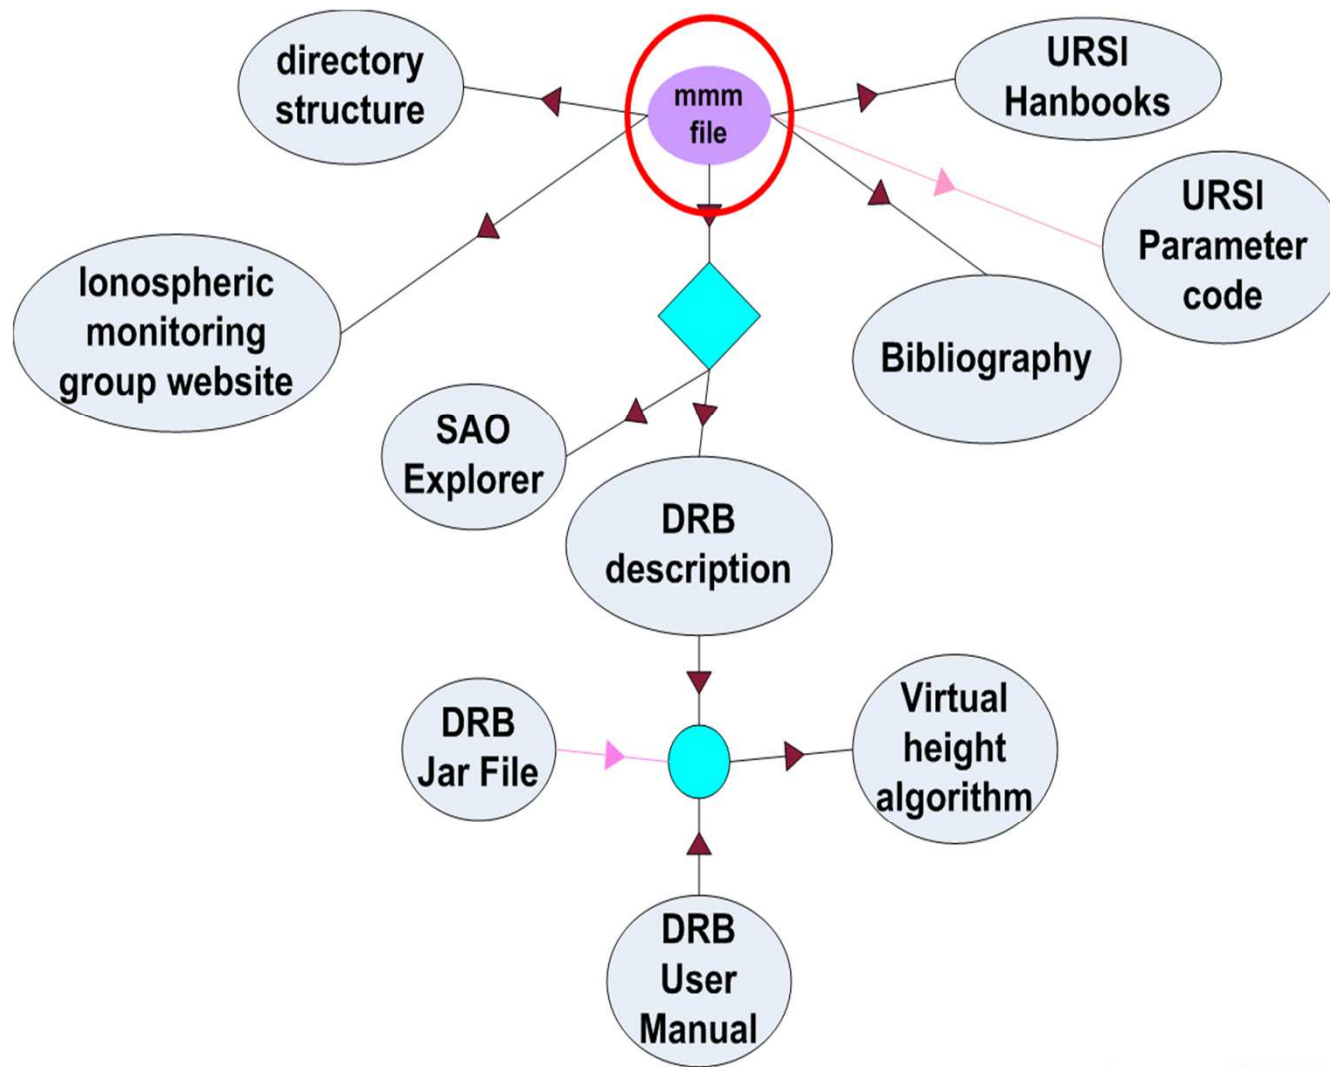 directory
structure
mmm
file
URSI
Hanbooks
URSI
Parameter
code
Ionospheric
monitoring
group website
Bibliography
SAO
Explorer
DRB
description
DRB
Jar File
Virtual
height
algorithm
DRB
User
Manual